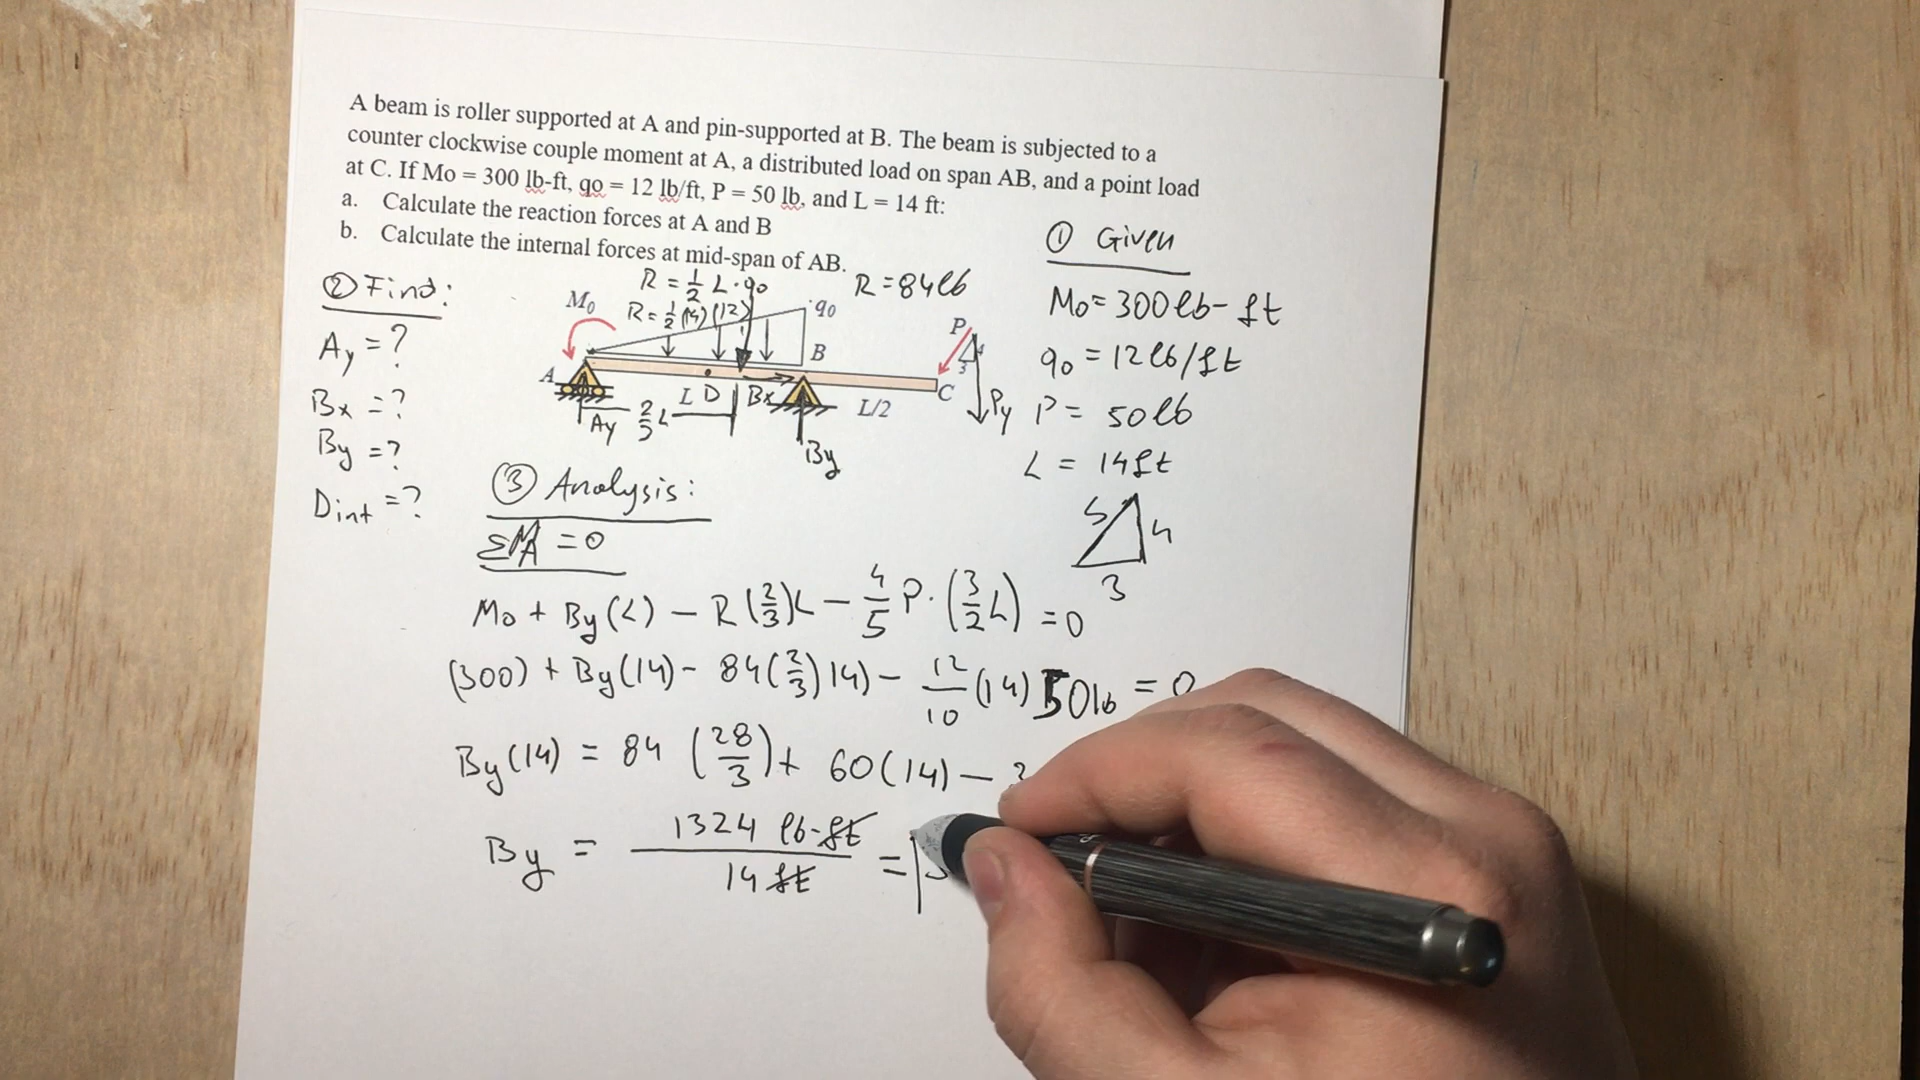 A beam is roller supported at A and pin-supported at B. The beam is subjected to a
counter clockwise couple moment at A, a distributed load on span AB, and a point load
at C. If Mo = 300 lb-ft, qo = 12 lb/ft, P = 50 lb, and L = 14 ft:
a. Calculate the reaction forces at A and B
b. Calculate the internal forces at mid-span of AB.
① Given
Mo = 300 lb-ft
qo = 12 lb/ft
P = 50 lb
L = 14 ft
5 4
3
② Find:
Ay = ?
Bx = ?
By = ?
Dint = ?
R = 1/2 L · qo
R = 1/2 (14) (12)
R = 84 lb
Mo
qo
P
4
3
B
A
L D
Bx
C
L/2
Py
Ay
2/3 L
By
③ Analysis:
ΣMA = 0
Mo + By (L) - R (2/3) L - 4/5 P · (3/2 L) = 0
(300) + By (14) - 84 (2/3) 14) - 12/10 (14) 50 lb = 0
By (14) = 84 (28/3) + 60 (14) -
By = 1324 lb-ft / 14 ft =